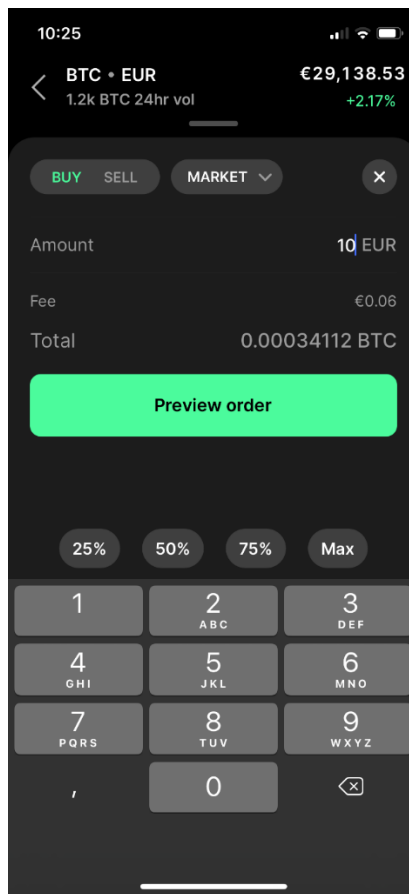 10:25
BTC • EUR €29,138.53
1.2k BTC 24hr vol +2.17%
BUY SELL MARKET
Amount 10 EUR
Fee €0.06
Total 0.00034112 BTC
Preview order
25% 50% 75% Max
1 2 3
ABC DEF
4 5 6
GHI JKL MNO
7 8 9
PQRS TUV WXYZ
, 0